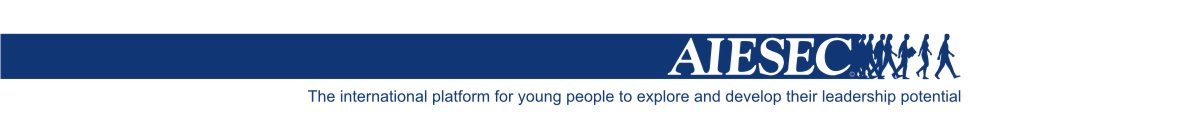 AIESEC
The international platform for young people to explore and develop their leadership potential